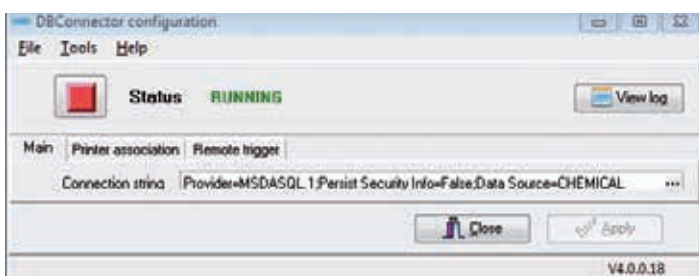 DBConnector configuration
File Tools Help
Status RUNNING View log
Main Printer association Remote trigger
Connection string Provider=MSDASQL.1;Persist Security Info=False;Data Source=CHEMICAL ...
Close Apply
V4.0.0.18